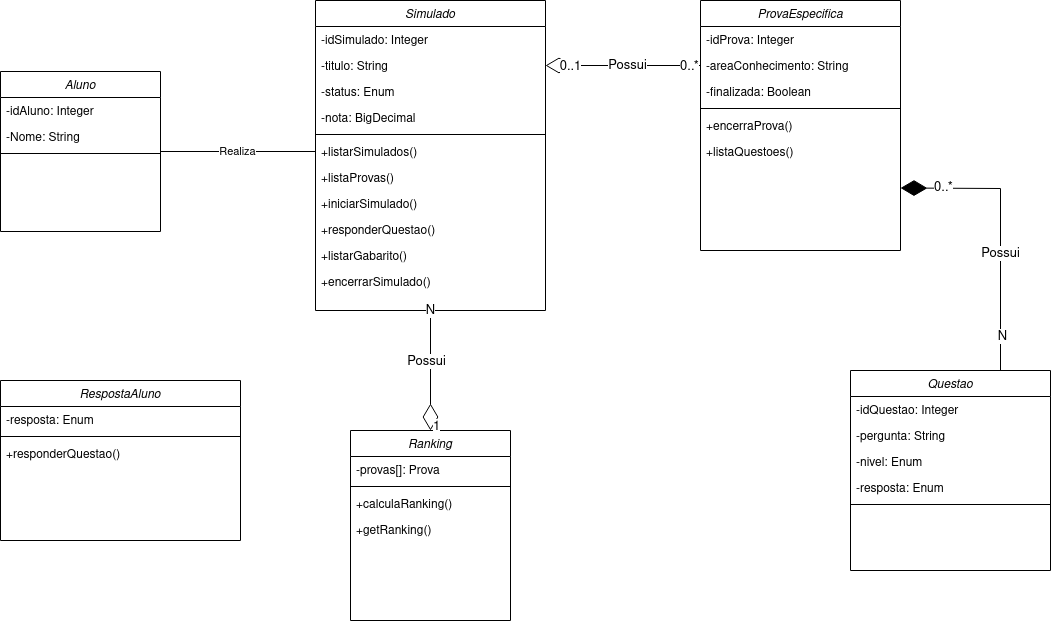 Simulado
-idSimulado: Integer
-titulo: String
-status: Enum
-nota: BigDecimal
+listarSimulados()
+listaProvas()
+iniciarSimulado()
+responderQuestao()
+listarGabarito()
+encerrarSimulado()
ProvaEspecifica
-idProva: Integer
-areaConhecimento: String
-finalizada: Boolean
+encerraProva()
+listaQuestoes()
0..1
Possui
0..*
Aluno
-idAluno: Integer
-Nome: String
Realiza
0..*
Possui
N
N
Possui
1
RespostaAluno
-resposta: Enum
+responderQuestao()
Ranking
-provas[]: Prova
+calculaRanking()
+getRanking()
Questao
-idQuestao: Integer
-pergunta: String
-nivel: Enum
-resposta: Enum